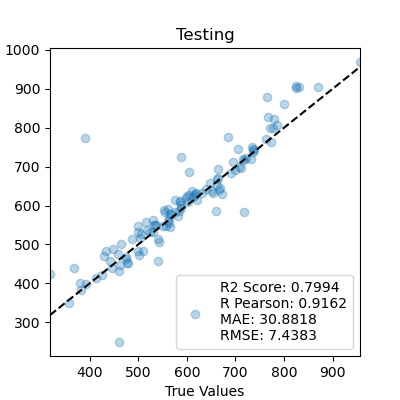 Testing
1000
900
800
700
600
500
400
300
R2 Score: 0.7994
R Pearson: 0.9162
MAE: 30.8818
RMSE: 7.4383
400 500 600 700 800 900
True Values